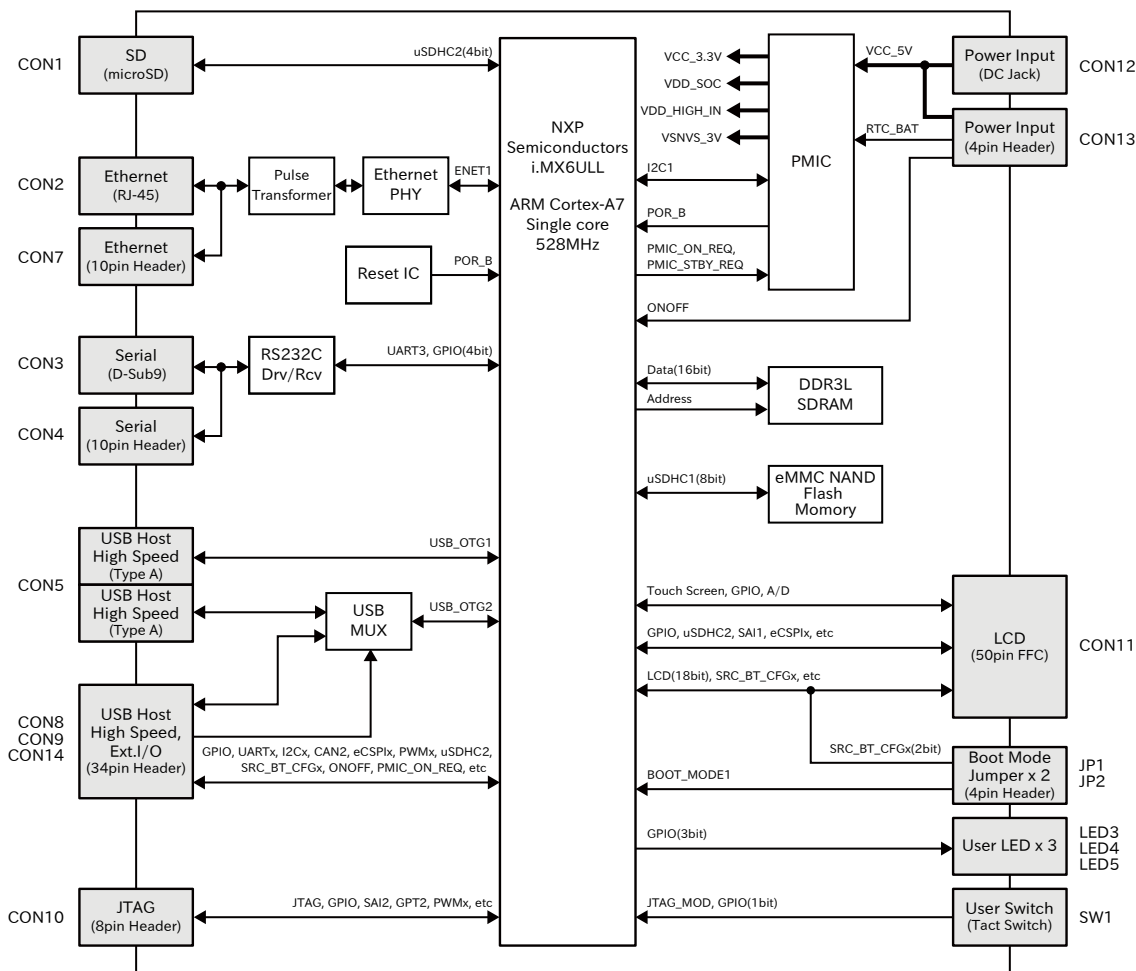 CON1
SD
(microSD)
uSDHC2(4bit)
CON2
Ethernet
(RJ-45)
Pulse
Transformer
Ethernet
PHY
ENET1
CON7
Ethernet
(10pin Header)
Reset IC
POR_B
CON3
Serial
(D-Sub9)
RS232C
Drv/Rcv
UART3, GPIO(4bit)
CON4
Serial
(10pin Header)
CON5
USB Host
High Speed
(Type A)
USB_OTG1
USB Host
High Speed
(Type A)
USB
MUX
USB_OTG2
CON8
CON9
CON14
USB Host
High Speed,
Ext.I/O
(34pin Header)
GPIO, UARTx, I2Cx, CAN2, eCSPIx, PWMx, uSDHC2,
SRC_BT_CFGx, ONOFF, PMIC_ON_REQ, etc
CON10
JTAG
(8pin Header)
JTAG, GPIO, SAI2, GPT2, PWMx, etc
NXP
Semiconductors
i.MX6ULL
ARM Cortex-A7
Single core
528MHz
VCC_3.3V
VDD_SOC
VDD_HIGH_IN
VSNVS_3V
I2C1
POR_B
PMIC_ON_REQ,
PMIC_STBY_REQ
PMIC
VCC_5V
RTC_BAT
Power Input
(DC Jack)
CON12
Power Input
(4pin Header)
CON13
ONOFF
Data(16bit)
Address
DDR3L
SDRAM
uSDHC1(8bit)
eMMC NAND
Flash
Momory
Touch Screen, GPIO, A/D
GPIO, uSDHC2, SAI1, eCSPIx, etc
LCD(18bit), SRC_BT_CFGx, etc
LCD
(50pin FFC)
CON11
SRC_BT_CFGx(2bit)
BOOT_MODE1
Boot Mode
Jumper x 2
(4pin Header)
JP1
JP2
GPIO(3bit)
User LED x 3
LED3
LED4
LED5
JTAG_MOD, GPIO(1bit)
User Switch
(Tact Switch)
SW1